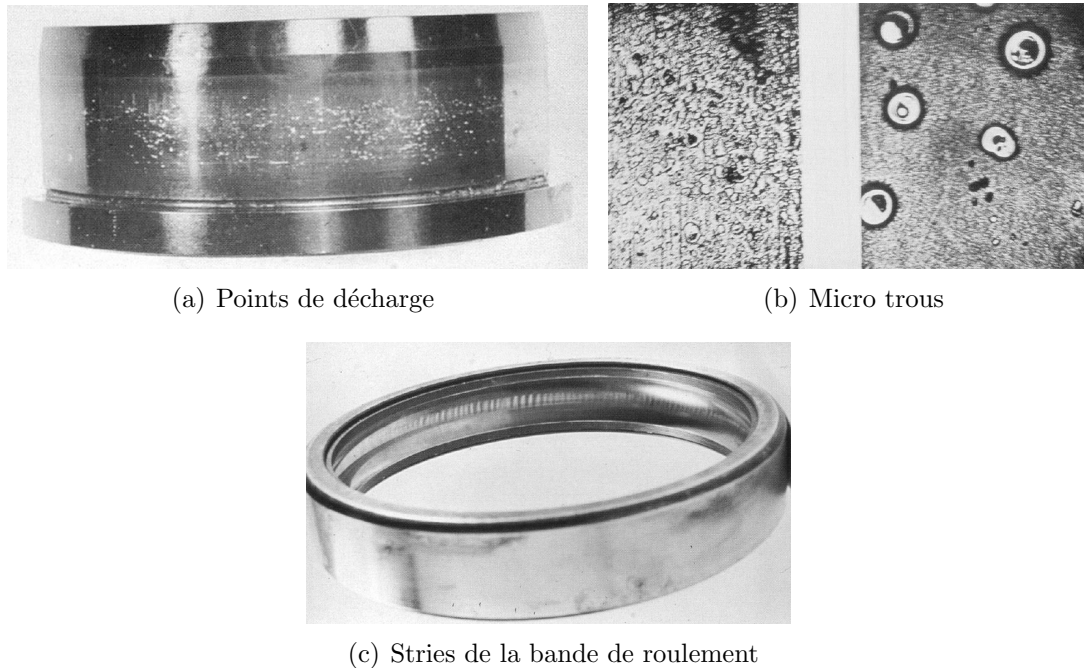 (a) Points de décharge
(b) Micro trous
(c) Stries de la bande de roulement